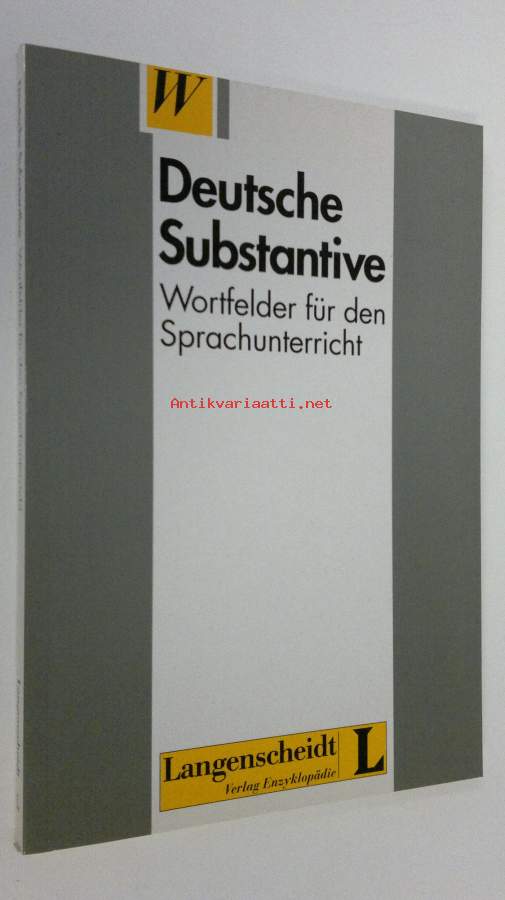 W
Deutsche
Substantive
Wortfelder für den
Sprachunterricht
Antikvariaatti.net
Langenscheidt
L
Verlag Enzyklopädie